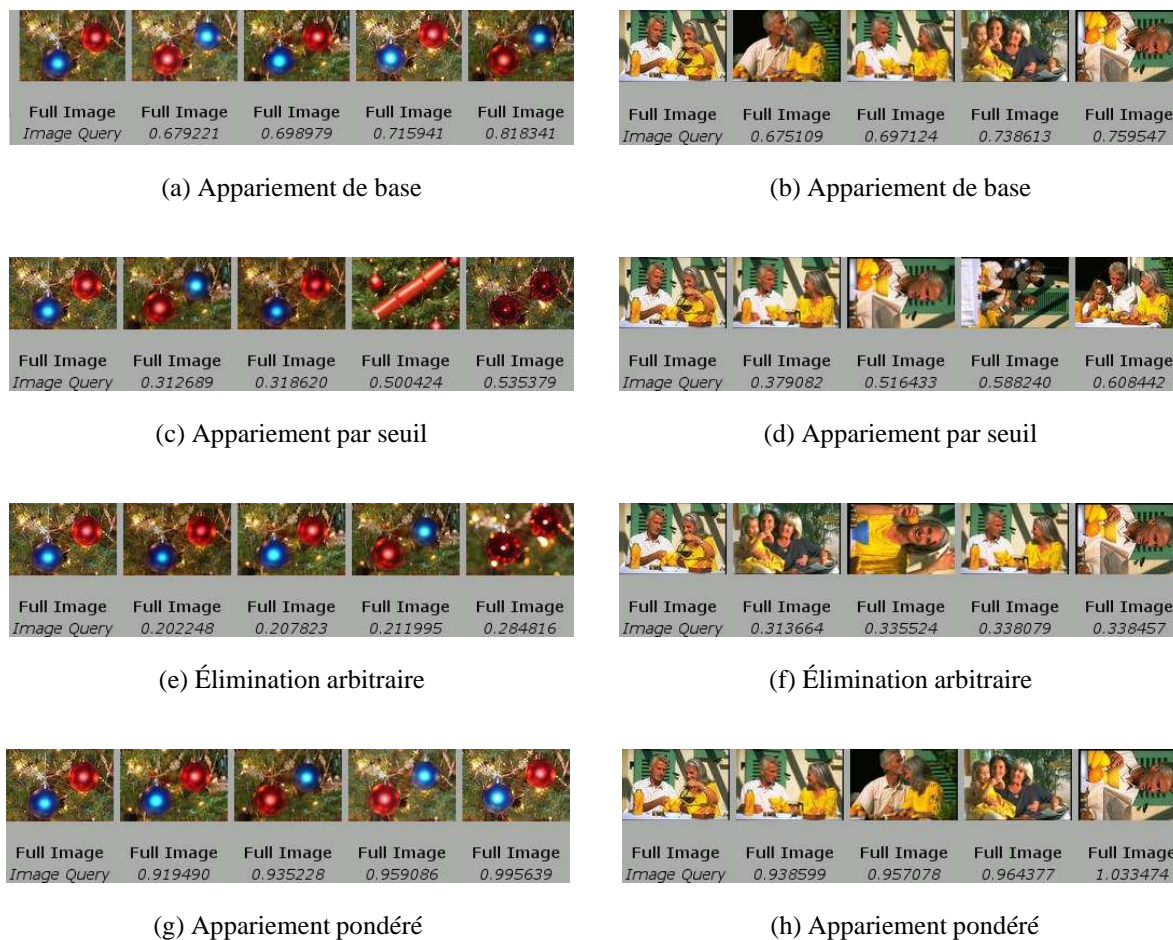 Full Image Full Image Full Image Full Image Full Image
Image Query 0.679221 0.698979 0.715941 0.818341
(a) Appariement de base
Full Image Full Image Full Image Full Image Full Image
Image Query 0.675109 0.697124 0.738613 0.759547
(b) Appariement de base
Full Image Full Image Full Image Full Image Full Image
Image Query 0.312689 0.318620 0.500424 0.535379
(c) Appariement par seuil
Full Image Full Image Full Image Full Image Full Image
Image Query 0.379082 0.516433 0.588240 0.608442
(d) Appariement par seuil
Full Image Full Image Full Image Full Image Full Image
Image Query 0.202248 0.207823 0.211995 0.284816
(e) Élimination arbitraire
Full Image Full Image Full Image Full Image Full Image
Image Query 0.313664 0.335524 0.338079 0.338457
(f) Élimination arbitraire
Full Image Full Image Full Image Full Image Full Image
Image Query 0.919490 0.935228 0.959086 0.995639
(g) Appariement pondéré
Full Image Full Image Full Image Full Image Full Image
Image Query 0.938599 0.957078 0.964377 1.033474
(h) Appariement pondéré